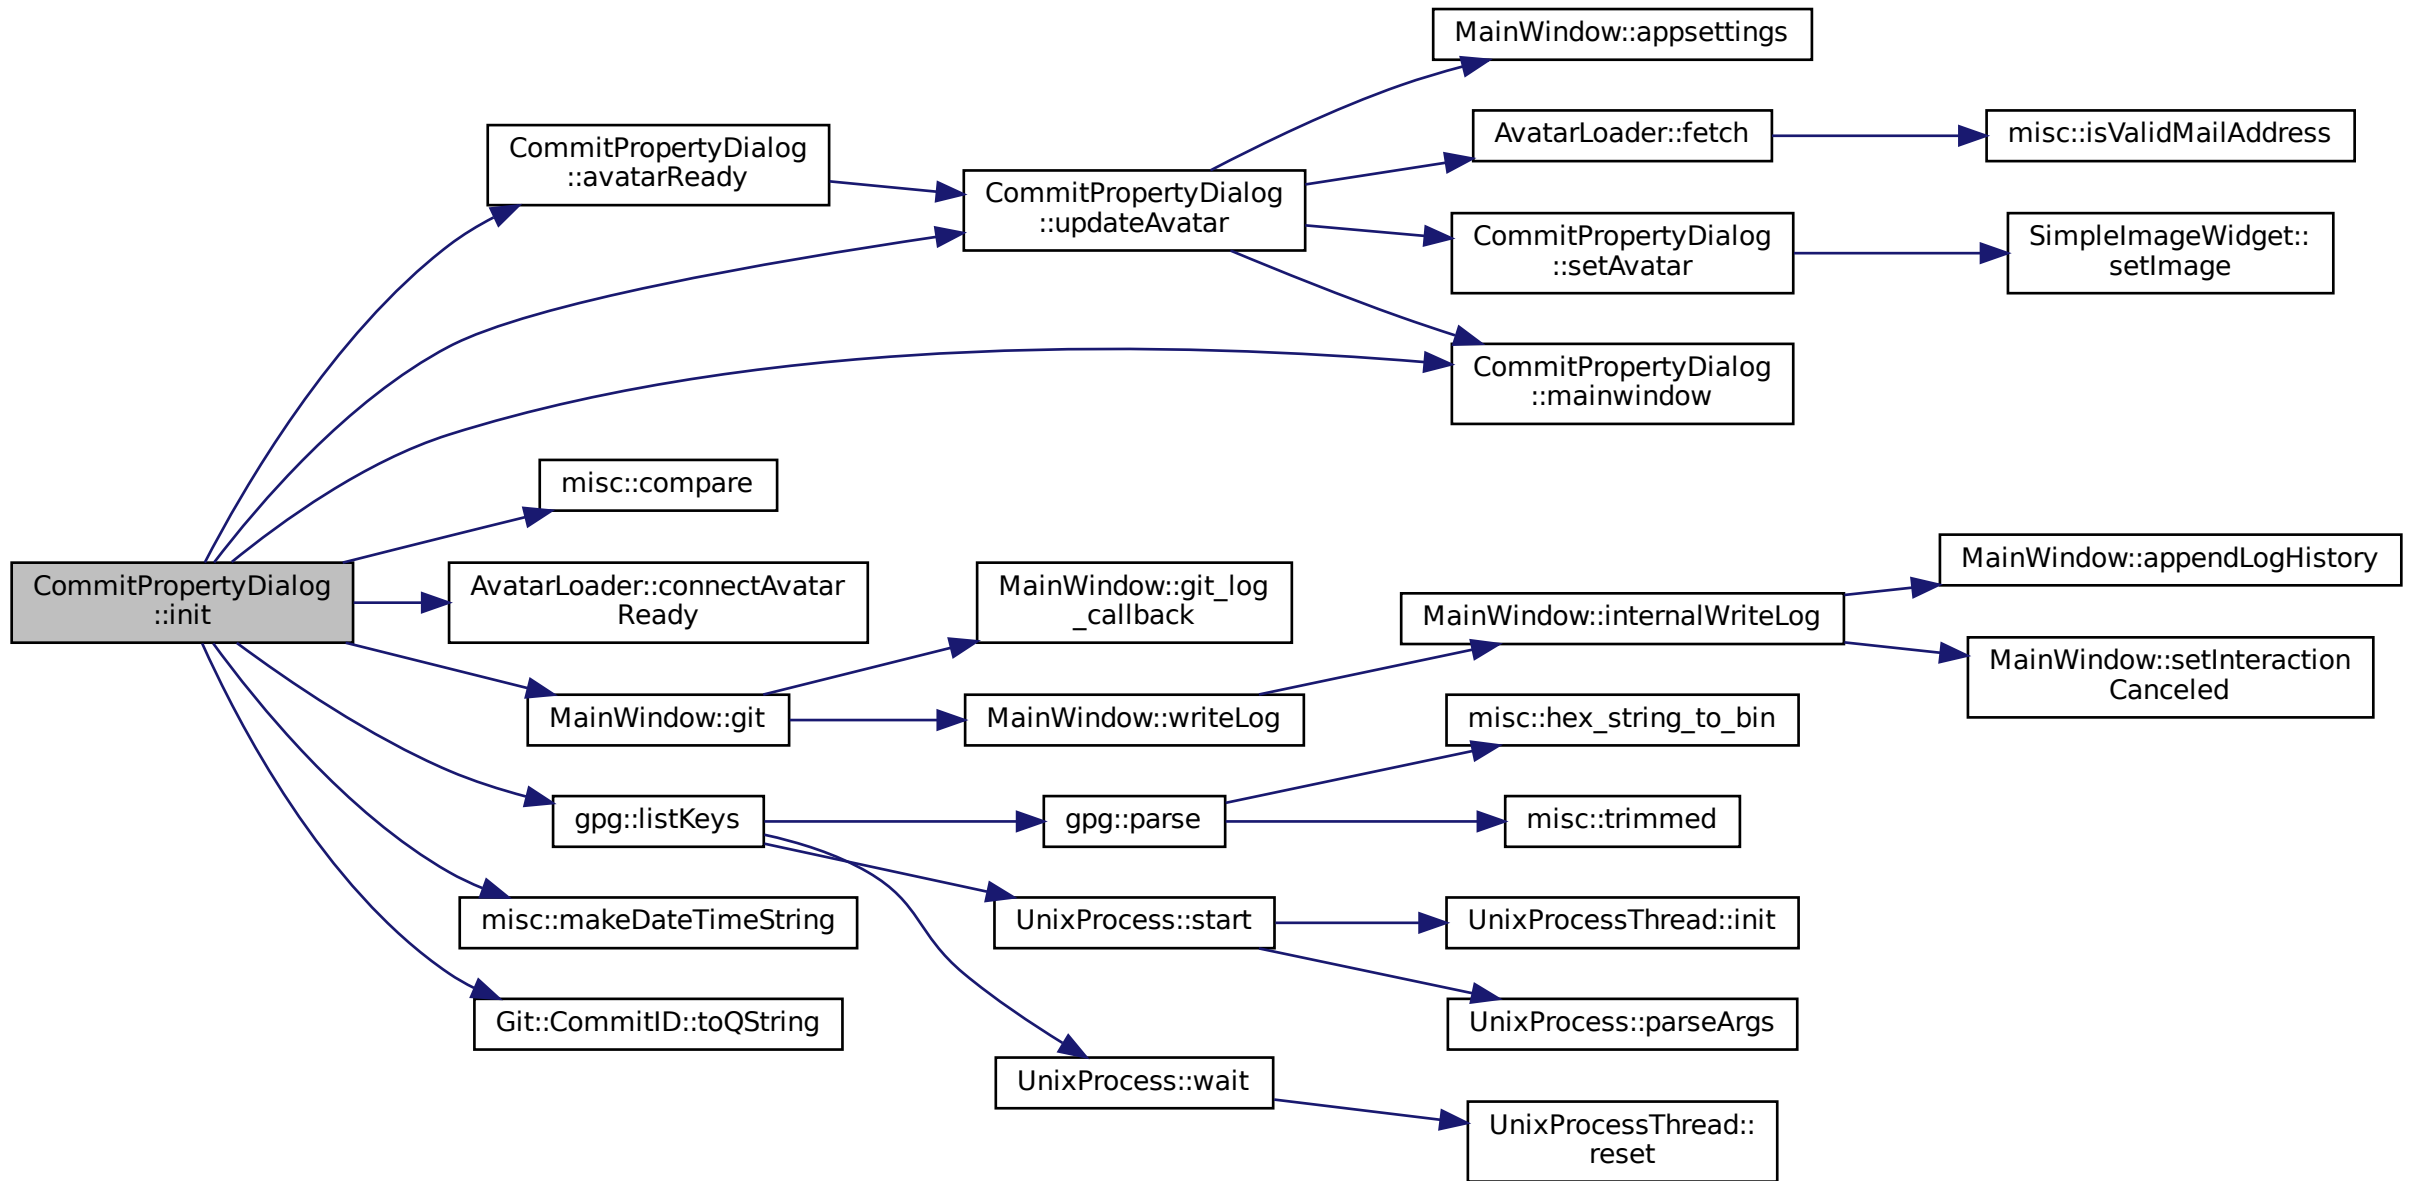 MainWindow::appsettings
AvatarLoader::fetch
misc::isValidMailAddress
CommitPropertyDialog
::avatarReady
CommitPropertyDialog
::updateAvatar
CommitPropertyDialog
::setAvatar
SimpleImageWidget::
setImage
CommitPropertyDialog
::mainwindow
misc::compare
CommitPropertyDialog
::init
AvatarLoader::connectAvatar
Ready
MainWindow::git_log
_callback
MainWindow::internalWriteLog
MainWindow::appendLogHistory
MainWindow::setInteraction
Canceled
MainWindow::git
MainWindow::writeLog
misc::hex_string_to_bin
gpg::listKeys
gpg::parse
misc::trimmed
misc::makeDateTimeString
UnixProcess::start
UnixProcessThread::init
Git::CommitID::toQString
UnixProcess::parseArgs
UnixProcess::wait
UnixProcessThread::
reset